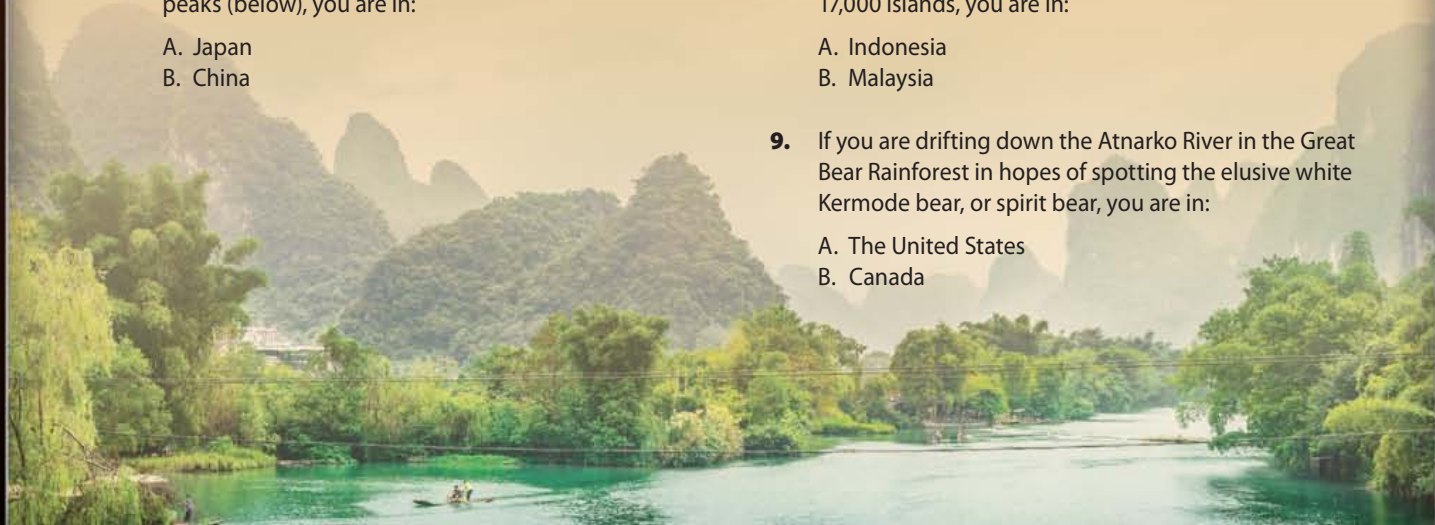 peaks (below), you are in:
A. Japan
B. China
17,000 islands, you are in:
A. Indonesia
B. Malaysia
9. If you are drifting down the Atnarko River in the Great
Bear Rainforest in hopes of spotting the elusive white
Kermode bear, or spirit bear, you are in:
A. The United States
B. Canada